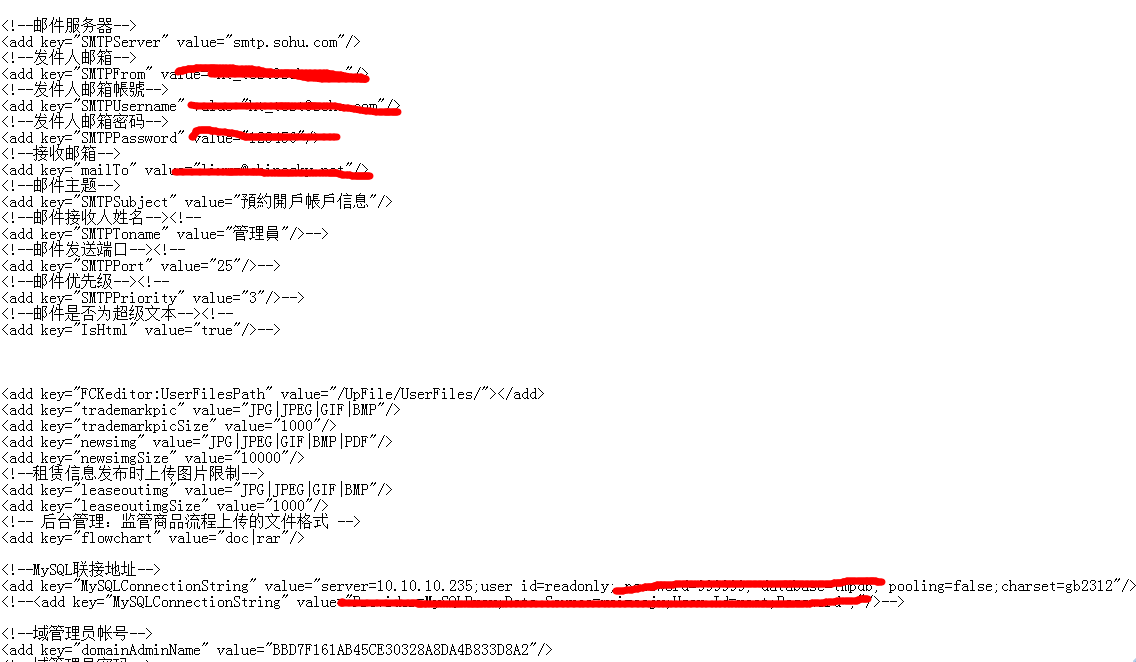 <!--邮件服务器-->
<add key="SMTPServer" value="smtp.sohu.com"/>
<!--发件人邮箱-->
<add key="SMTPFrom"
<!--发件人邮箱帳號-->
<add key="SMTPUsername"
<!--发件人邮箱密码-->
<add key="SMTPPassword"
<!--接收邮箱-->
<add key="mailTo"
<!--邮件主题-->
<add key="SMTPSubject" value="預約開戶帳戶信息"/>
<!--邮件接收人姓名--><!--
<add key="SMTPToname" value="管理員"/>-->
<!--邮件发送端口--><!--
<add key="SMTPPort" value="25"/>-->
<!--邮件优先级--><!--
<add key="SMTPPriority" value="3"/>-->
<!--邮件是否为超级文本--><!--
<add key="IsHtml" value="true"/>-->
<add key="FCKeditor:UserFilesPath" value="/UpFile/UserFiles/"></add>
<add key="trademarkpic" value="JPG|JPEG|GIF|BMP"/>
<add key="trademarkpicSize" value="1000"/>
<add key="newsimg" value="JPG|JPEG|GIF|BMP|PDF"/>
<add key="newsimgSize" value="10000"/>
<!--租赁信息发布时上传图片限制-->
<add key="leaseoutimg" value="JPG|JPEG|GIF|BMP"/>
<add key="leaseoutimgSize" value="1000"/>
<!-- 后台管理：监管商品流程上传的文件格式 -->
<add key="flowchart" value="doc|rar"/>
<!--MySQL联接地址-->
<add key="MySQLConnectionString" value="server=10.10.10.235;user id=readonly; pooling=false;charset=gb2312"/>
<!--<add key="MySQLConnectionString" />-->
<!--域管理员帐号-->
<add key="domainAdminName" value="BBD7F161AB45CE30328A8DA4B833D8A2"/>